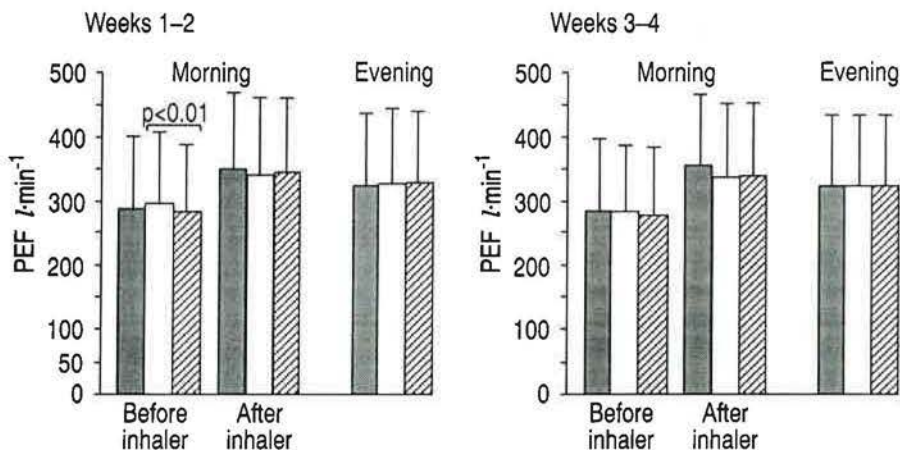 Weeks 1–2
500
400
300
200
100
50
0
PEF l·min⁻¹
Morning
Evening
p<0.01
Before
inhaler
After
inhaler
Weeks 3–4
500
400
300
200
100
0
PEF l·min⁻¹
Morning
Evening
Before
inhaler
After
inhaler